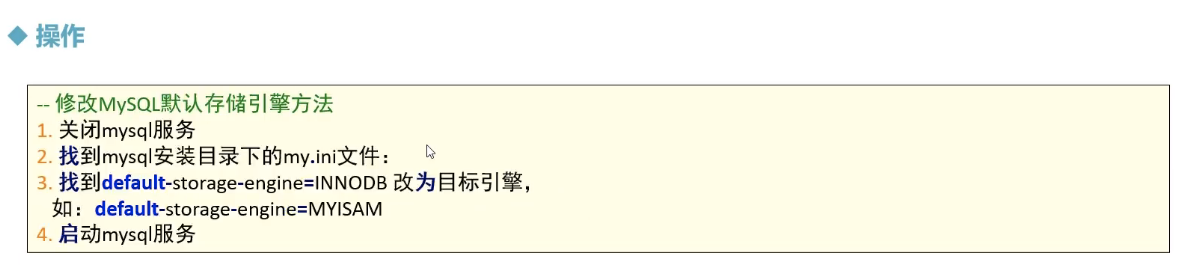 ◆ 操作
-- 修改MySQL默认存储引擎方法
1. 关闭mysql服务
2. 找到mysql安装目录下的my.ini文件：
3. 找到default-storage-engine=INNODB 改为目标引擎，
如：default-storage-engine=MYISAM
4. 启动mysql服务